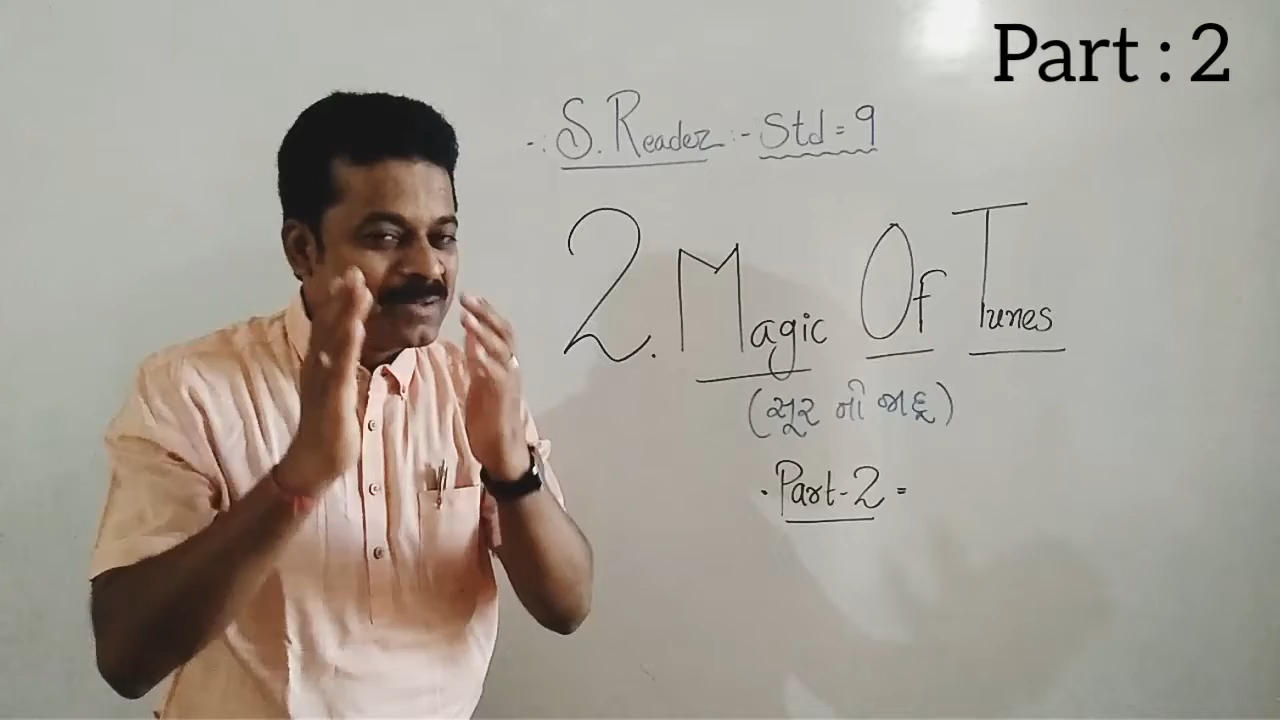 Part : 2
-: S. Reader :- Std = 9
2. Magic Of Tunes
(સૂર નો જાદૂ)
. Part-2 =